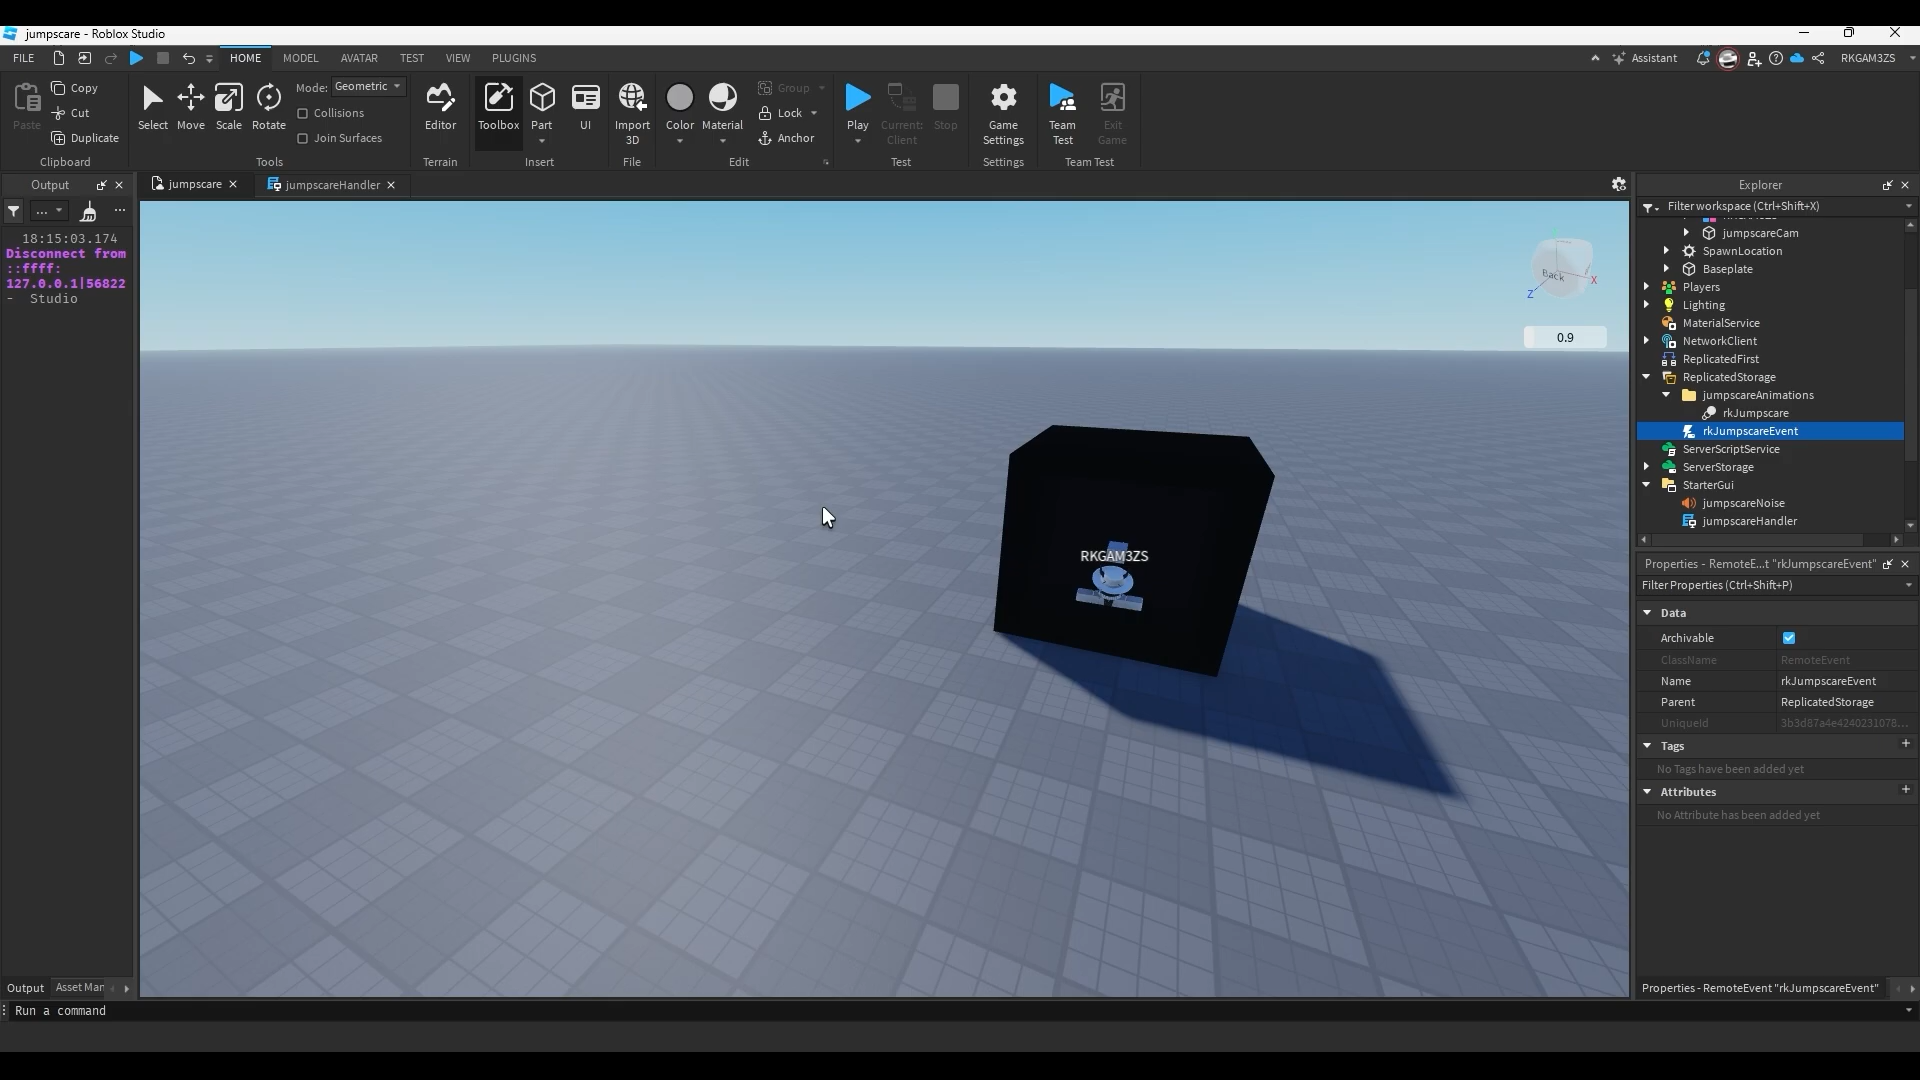 jumpscare - Roblox Studio
FILE
HOME
MODEL
AVATAR
TEST
VIEW
PLUGINS
Assistant
RKGAM3ZS
Paste
Copy
Cut
Duplicate
Clipboard
Select
Move
Scale
Rotate
Mode:
Geometric
Collisions
Join Surfaces
Tools
Editor
Terrain
Toolbox
Part
UI
Insert
Import
3D
File
Color
Material
Group
Lock
Anchor
Edit
Play
Current:
Client
Stop
Test
Game
Settings
Settings
Team
Test
Exit
Game
Team Test
Output
...
18:15:03.174
Disconnect from
::ffff:
127.0.0.1|56822
- Studio
jumpscare
jumpscareHandler
Back
X
Z
0.9
RKGAM3ZS
Explorer
Filter workspace (Ctrl+Shift+X)
jumpscareCam
SpawnLocation
Baseplate
Players
Lighting
MaterialService
NetworkClient
ReplicatedFirst
ReplicatedStorage
jumpscareAnimations
rkJumpscare
rkJumpscareEvent
ServerScriptService
ServerStorage
StarterGui
jumpscareNoise
jumpscareHandler
Properties - RemoteE...t "rkJumpscareEvent"
Filter Properties (Ctrl+Shift+P)
Data
Archivable
ClassName RemoteEvent
Name rkJumpscareEvent
Parent ReplicatedStorage
UniqueId 3b3d87a4e4240231078...
Tags
No Tags have been added yet
Attributes
No Attribute has been added yet
Output
Asset Man
Properties - RemoteEvent "rkJumpscareEvent"
Run a command